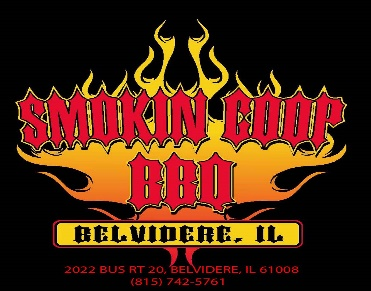 SMOKIN COOP
BBQ
BELVIDERE, IL
2022 BUS RT 20, BELVIDERE, IL 61008
(815) 742-5761